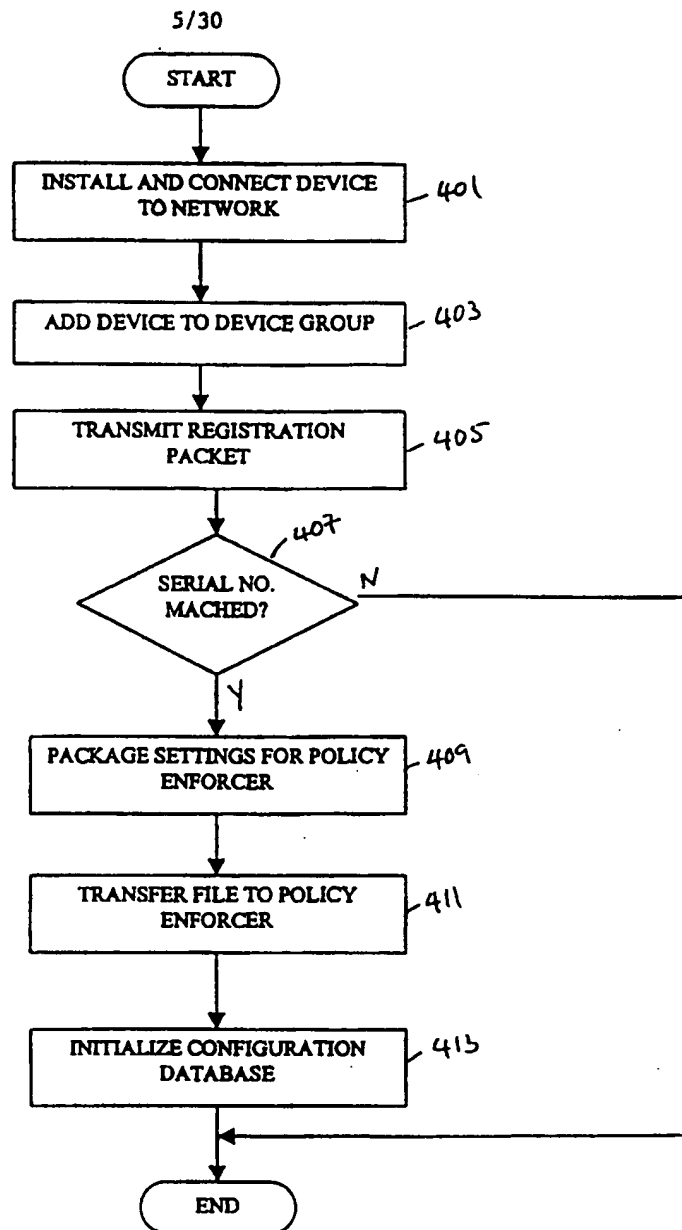 5/30
START
INSTALL AND CONNECT DEVICE
TO NETWORK
401
ADD DEVICE TO DEVICE GROUP
403
TRANSMIT REGISTRATION
PACKET
405
407
SERIAL NO.
MACHED?
N
Y
PACKAGE SETTINGS FOR POLICY
ENFORCER
409
TRANSFER FILE TO POLICY
ENFORCER
411
INITIALIZE CONFIGURATION
DATABASE
413
END